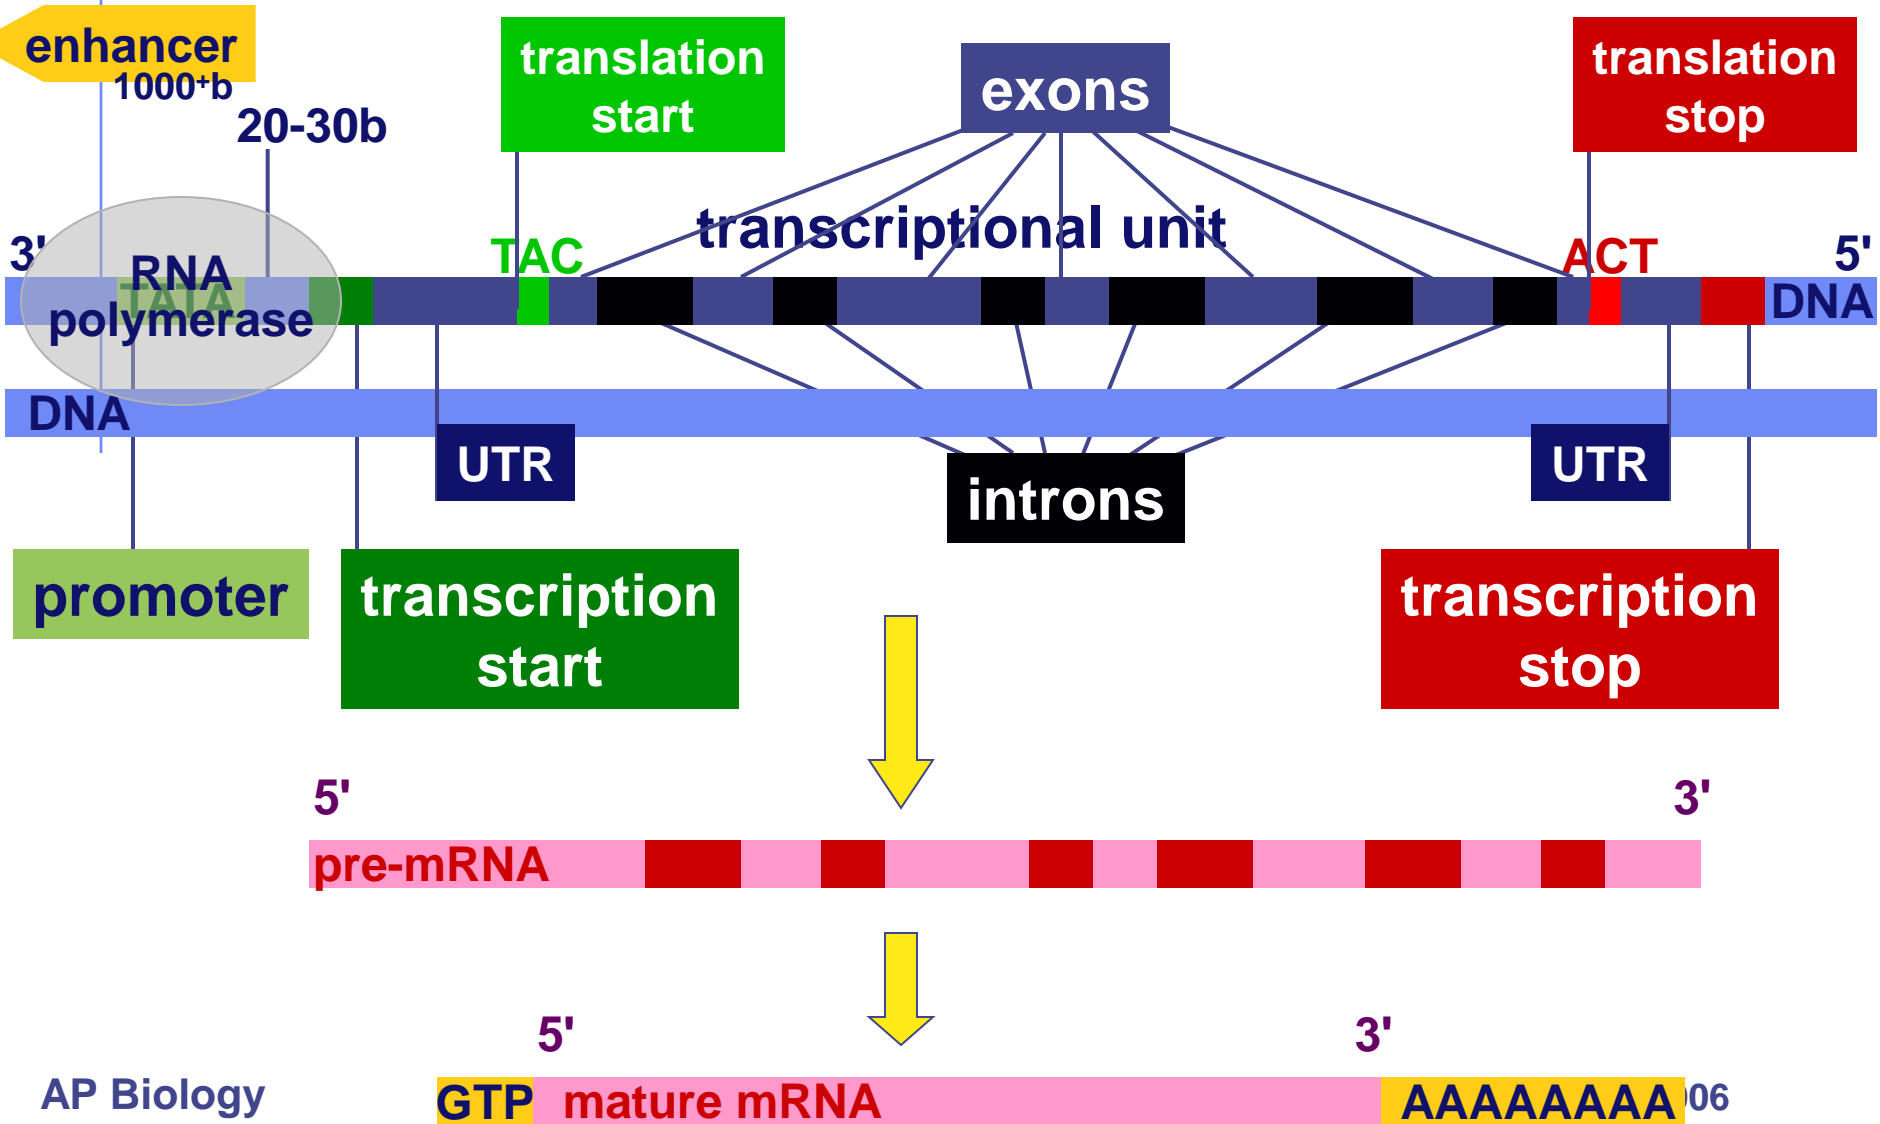 enhancer
1000+b
20-30b
translation
start
exons
translation
stop
transcriptional unit
3'
RNA
polymerase
TATA
TAC
ACT
5'
DNA
DNA
UTR
UTR
introns
promoter
transcription
start
transcription
stop
5'
3'
pre-mRNA
5'
3'
AP Biology
GTP
mature mRNA
AAAAAAAA
06